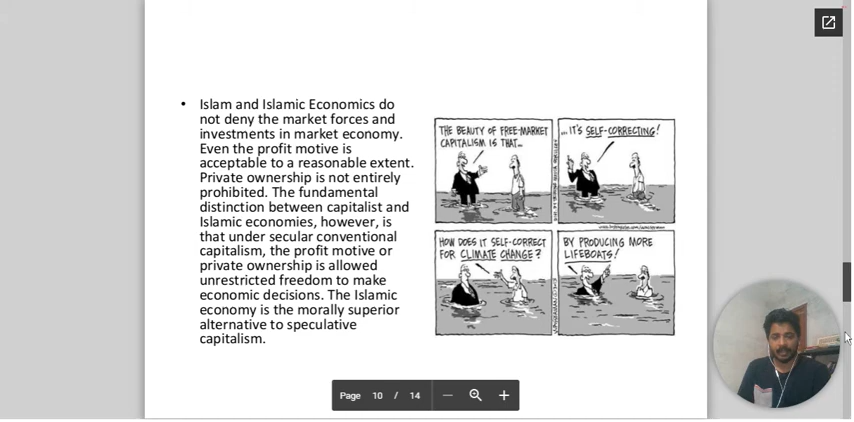 • Islam and Islamic Economics do
not deny the market forces and
investments in market economy.
Even the profit motive is
acceptable to a reasonable extent.
Private ownership is not entirely
prohibited. The fundamental
distinction between capitalist and
Islamic economies, however, is
that under secular conventional
capitalism, the profit motive or
private ownership is allowed
unrestricted freedom to make
economic decisions. The Islamic
economy is the morally superior
alternative to speculative
capitalism.
THE BEAUTY OF FREE-MARKET
CAPITALISM IS THAT...
...IT'S SELF-CORRECTING!
HOW DOES IT SELF-CORRECT
FOR CLIMATE CHANGE?
BY PRODUCING MORE
LIFEBOATS!
Page 10 / 14